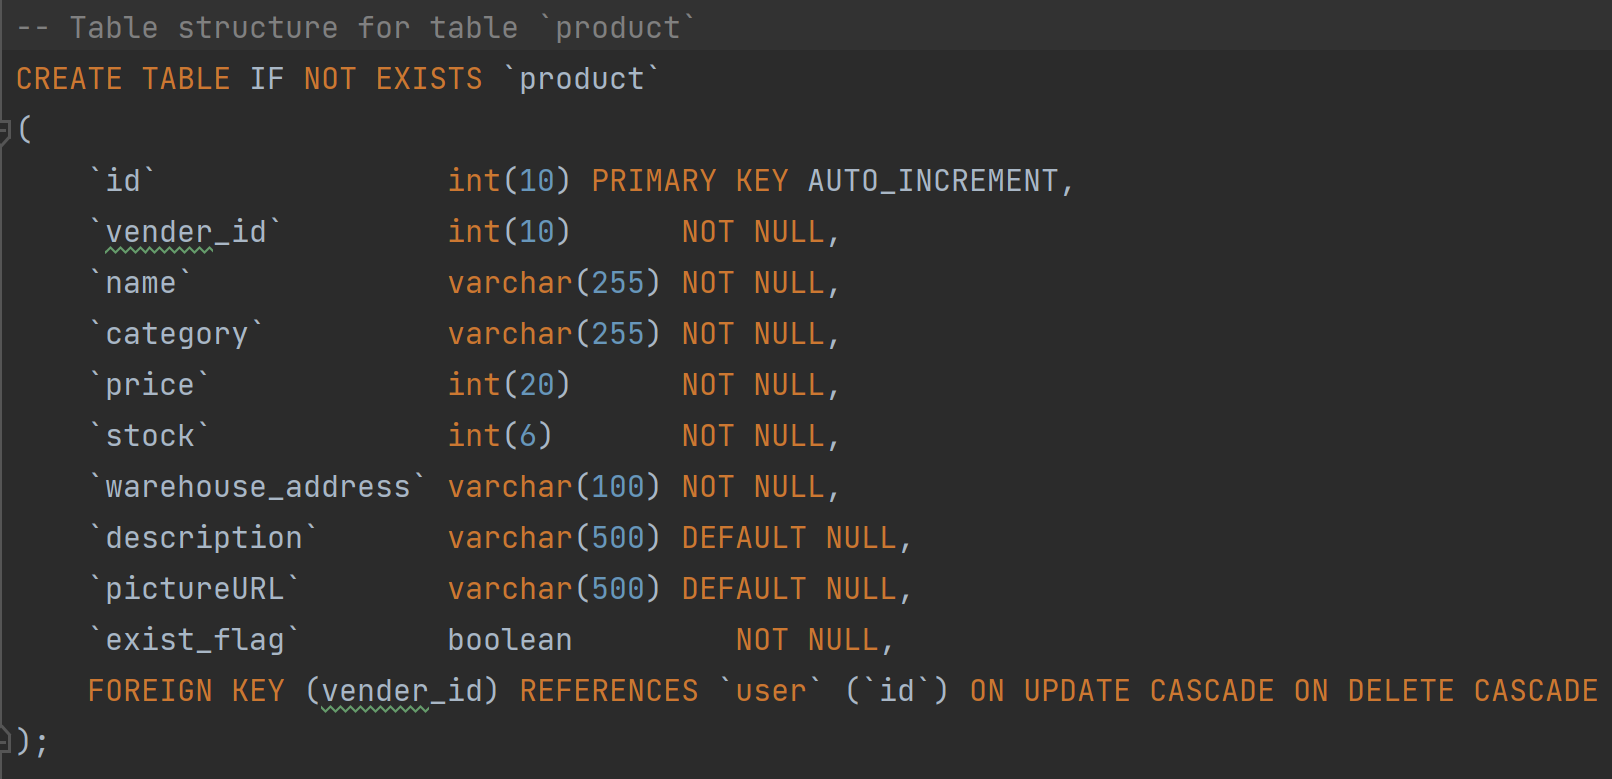 -- Table structure for table `product`
CREATE TABLE IF NOT EXISTS `product`
(
    `id`                int(10) PRIMARY KEY AUTO_INCREMENT,
    `vender_id`         int(10)      NOT NULL,
    `name`              varchar(255) NOT NULL,
    `category`          varchar(255) NOT NULL,
    `price`             int(20)      NOT NULL,
    `stock`             int(6)       NOT NULL,
    `warehouse_address` varchar(100) NOT NULL,
    `description`       varchar(500) DEFAULT NULL,
    `pictureURL`        varchar(500) DEFAULT NULL,
    `exist_flag`        boolean         NOT NULL,
    FOREIGN KEY (vender_id) REFERENCES `user` (`id`) ON UPDATE CASCADE ON DELETE CASCADE
);